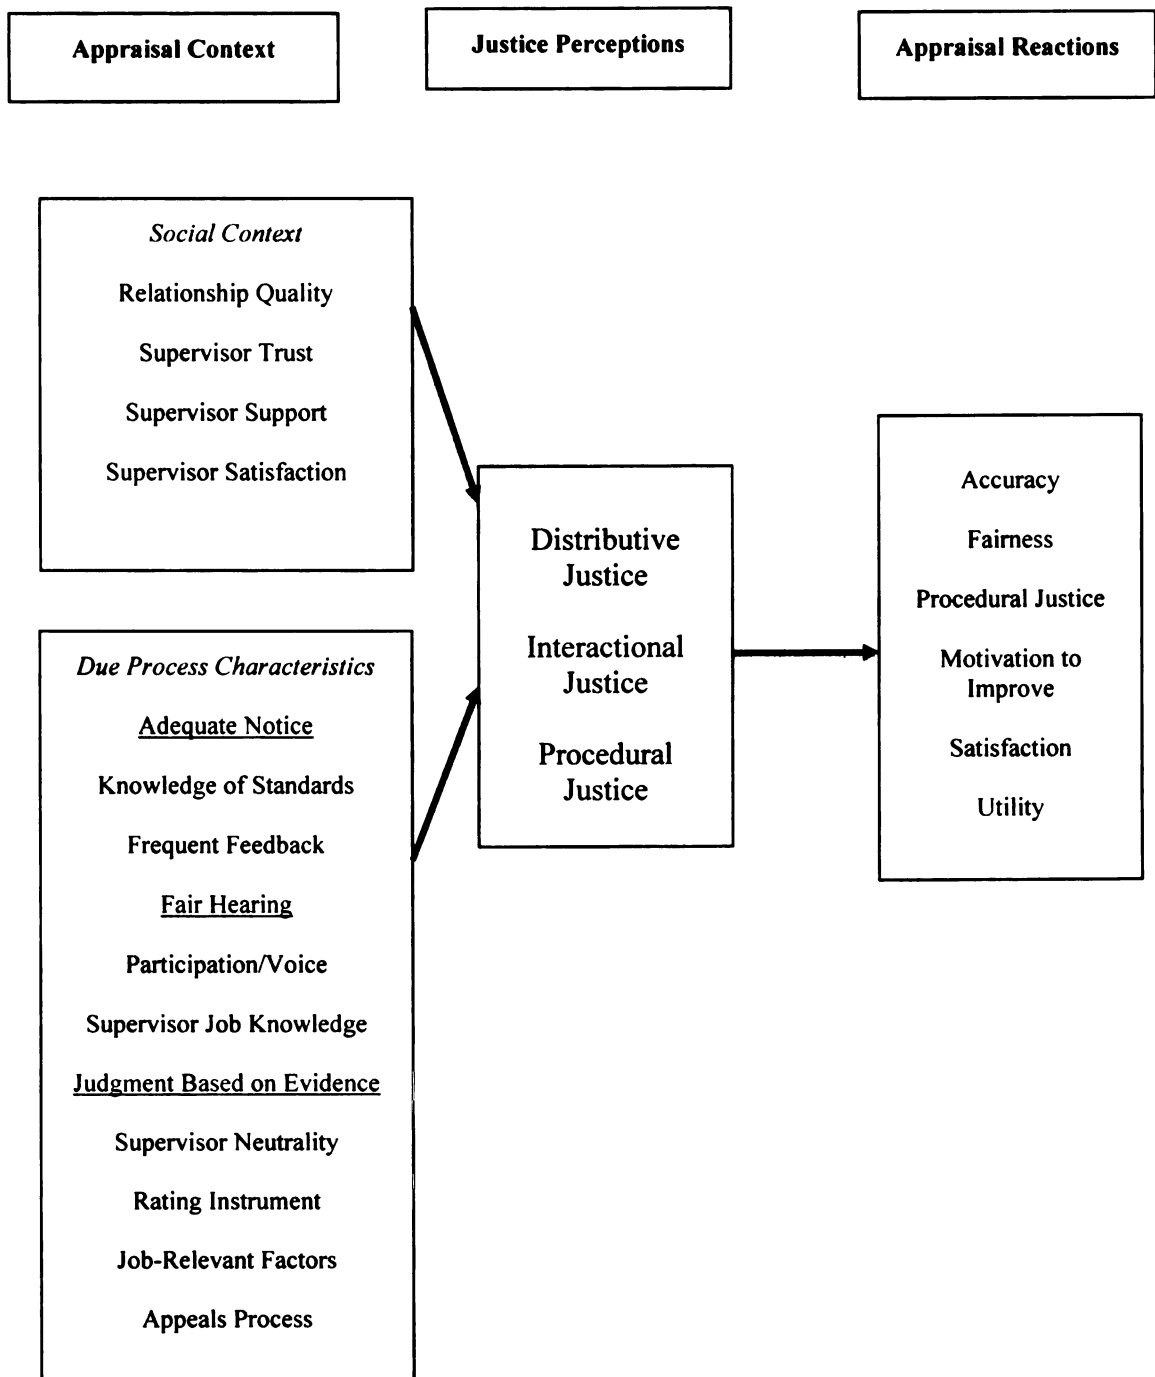 Appraisal Context
Justice Perceptions
Appraisal Reactions
Social Context
Relationship Quality
Supervisor Trust
Supervisor Support
Supervisor Satisfaction
Due Process Characteristics
Adequate Notice
Knowledge of Standards
Frequent Feedback
Fair Hearing
Participation/Voice
Supervisor Job Knowledge
Judgment Based on Evidence
Supervisor Neutrality
Rating Instrument
Job-Relevant Factors
Appeals Process
Distributive
Justice
Interactional
Justice
Procedural
Justice
Accuracy
Fairness
Procedural Justice
Motivation to
Improve
Satisfaction
Utility